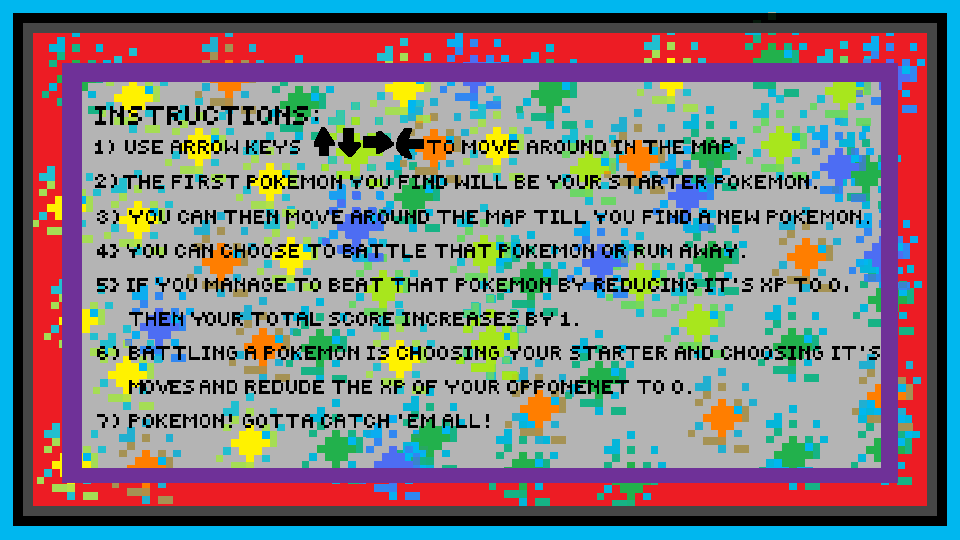 INSTRUCTIONS:
1) USE ARROW KEYS TO MOVE AROUND IN THE MAP.
2) THE FIRST POKEMON YOU FIND WILL BE YOUR STARTER POKEMON.
3) YOU CAN THEN MOVE AROUND THE MAP TILL YOU FIND A NEW POKEMON.
4) YOU CAN CHOOSE TO BATTLE THAT POKEMON OR RUN AWAY.
5) IF YOU MANAGE TO BEAT THAT POKEMON BY REDUCING IT'S XP TO 0.
THEN YOUR TOTAL SCORE INCREASES BY 1.
6) BATTLING A POKEMON IS CHOOSING YOUR STARTER AND CHOOSING IT'S
MOVES AND REDUDE THE XP OF YOUR OPPONENET TO 0.
7) POKEMON! GOTTA CATCH 'EM ALL!